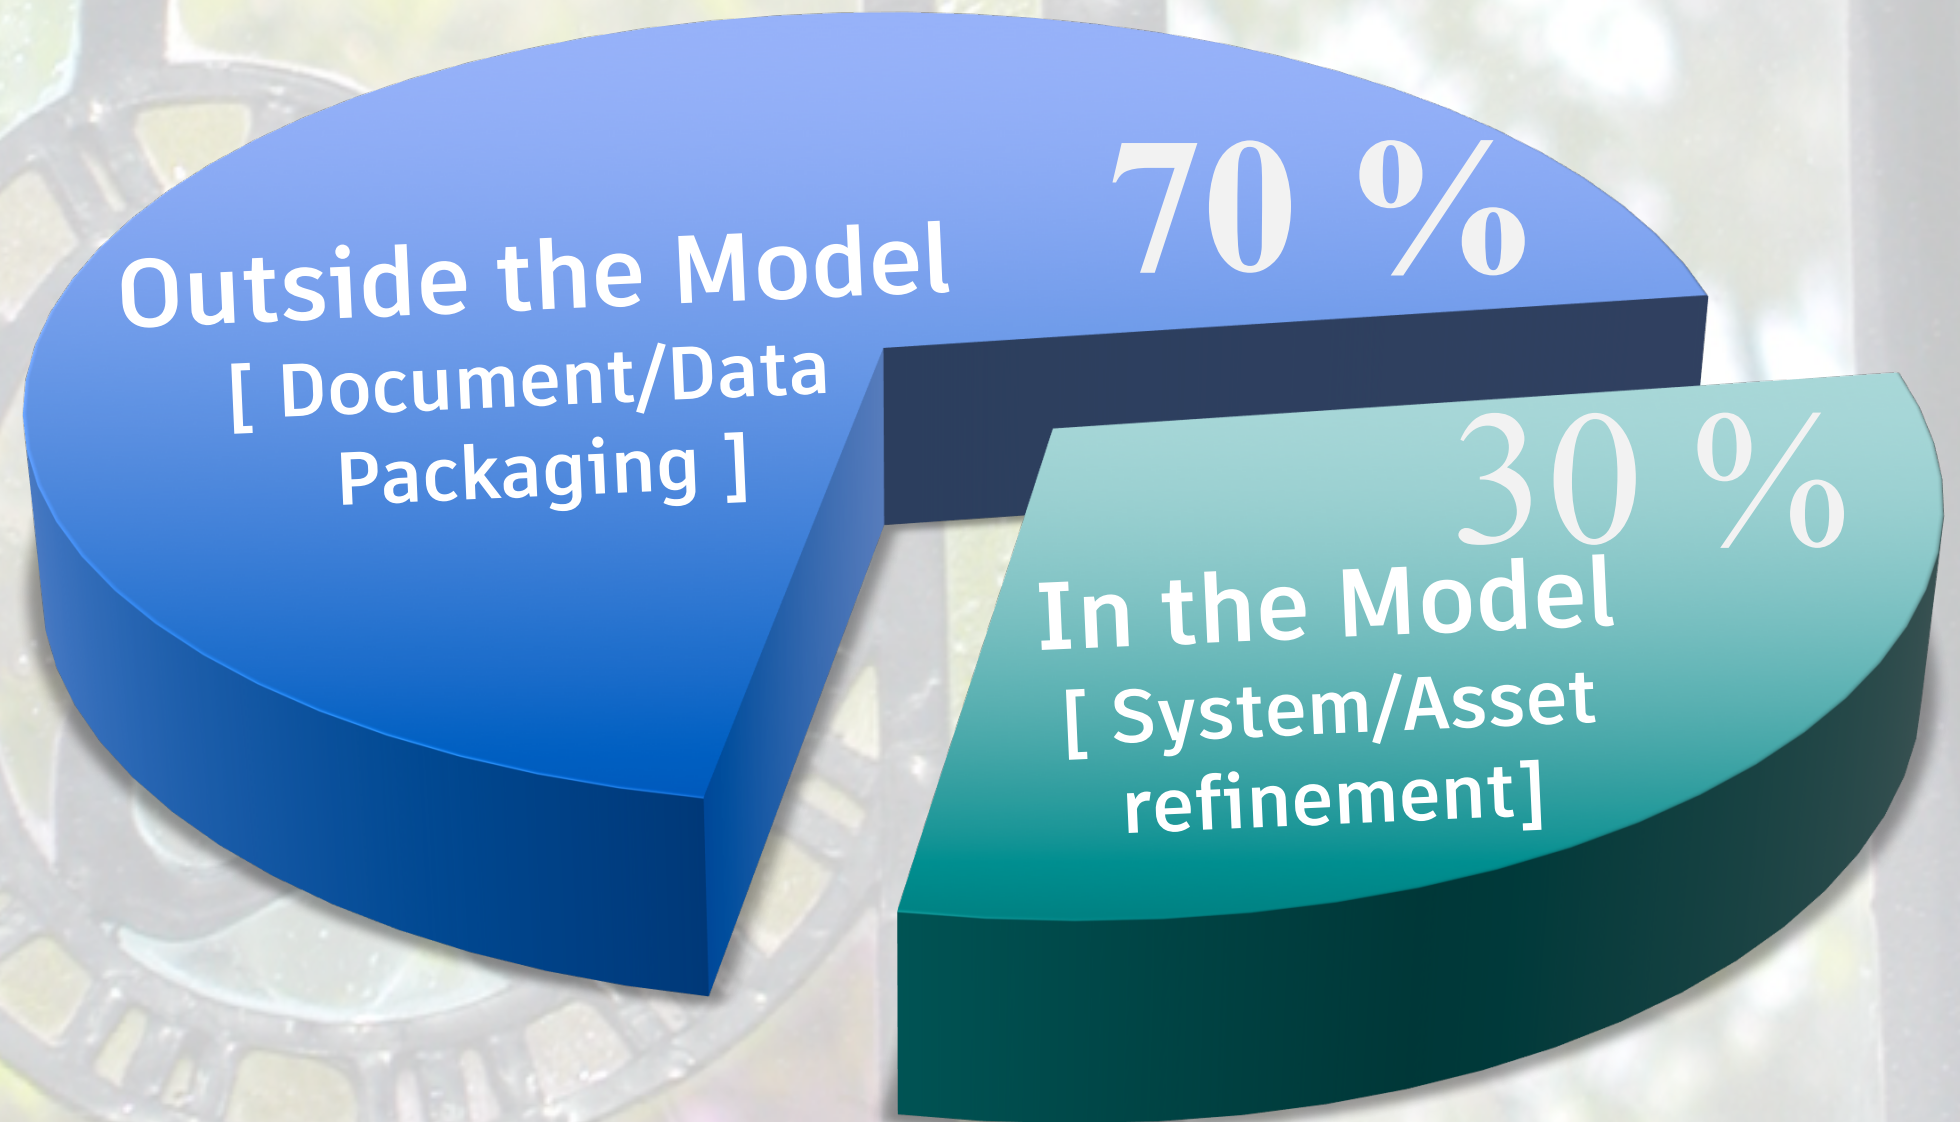 70 %
Outside the Model
[ Document/Data
Packaging ]
30 %
In the Model
[ System/Asset
refinement]